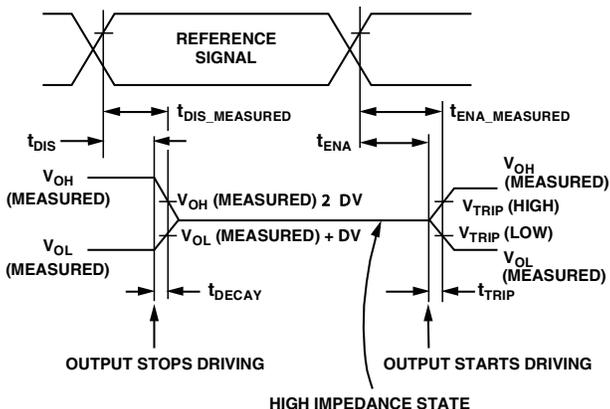 REFERENCE
SIGNAL
tDIS_MEASURED
tENA_MEASURED
tDIS
tENA
VOH
(MEASURED)
VOH (MEASURED) 2 DV
VOL (MEASURED) + DV
VOL
(MEASURED)
VOH
(MEASURED)
VTRIP (HIGH)
VTRIP (LOW)
VOL
(MEASURED)
tDECAY
tTRIP
OUTPUT STOPS DRIVING
OUTPUT STARTS DRIVING
HIGH IMPEDANCE STATE